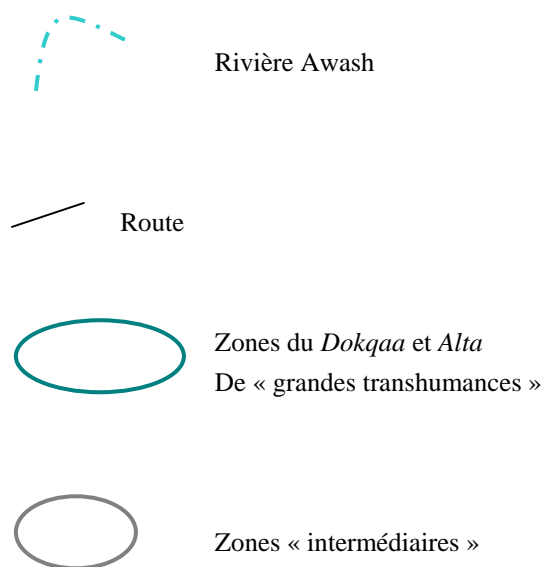 Rivière Awash
Route
Zones du Dokqaa et Alta
De « grandes transhumances »
Zones « intermédiaires »